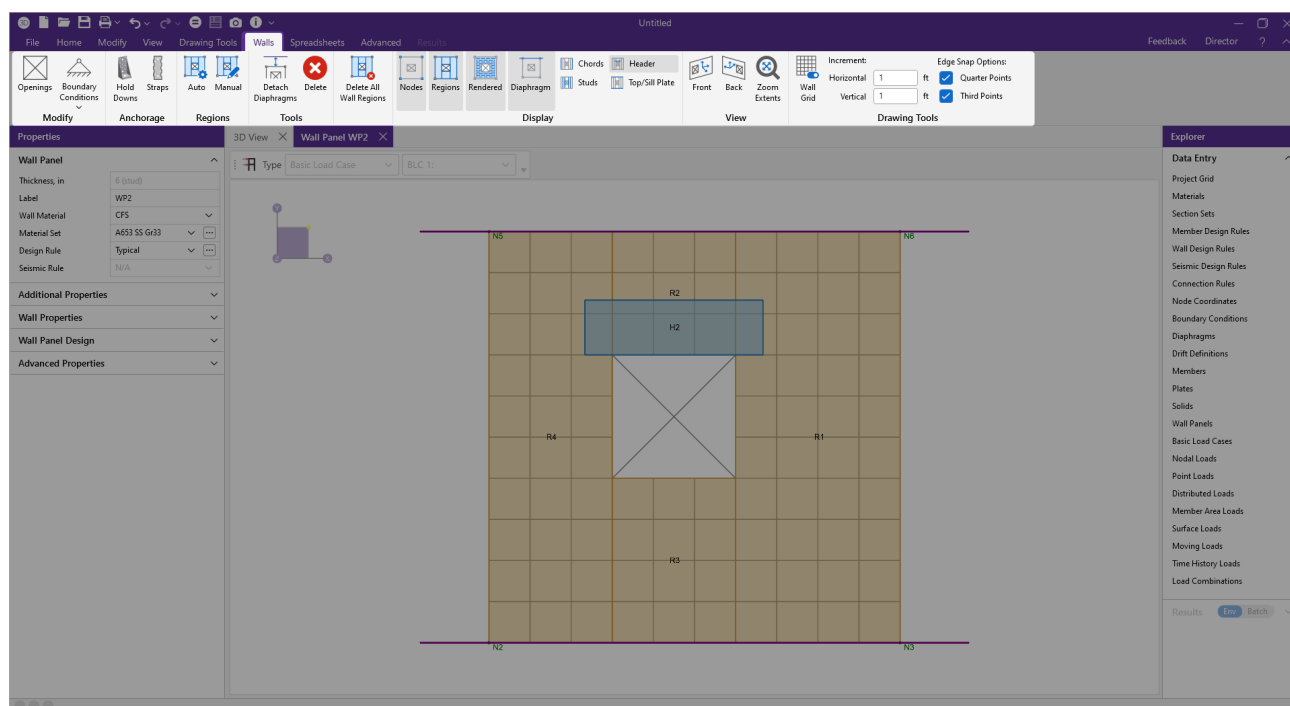 Untitled
File Home Modify View Drawing Tools Walls Spreadsheets Advanced Results Feedback Director ?
Openings
Boundary Conditions
Hold Downs
Straps
Auto
Manual
Detach Diaphragms
Delete
Delete All Wall Regions
Nodes
Regions
Rendered
Diaphragm
Chords
Header
Studs
Top/Sill Plate
Front
Back
Zoom Extents
Wall Grid
Increment:
Horizontal 1 ft
Vertical 1 ft
Edge Snap Options:
Quarter Points
Third Points
Modify Anchorage Regions Tools Display View Drawing Tools
Properties
3D View
Wall Panel WP2
Explorer
Wall Panel
Thickness, in 6 (stud)
Label WP2
Wall Material CFS
Material Set A653 SS Gr33
Design Rule Typical
Seismic Rule N/A
Additional Properties
Wall Properties
Wall Panel Design
Advanced Properties
Type Basic Load Case BLC 1:
Y
X
Z
N5
N6
R2
H2
R4
R1
R3
N2
N3
Data Entry
Project Grid
Materials
Section Sets
Member Design Rules
Wall Design Rules
Seismic Design Rules
Connection Rules
Node Coordinates
Boundary Conditions
Diaphragms
Drift Definitions
Members
Plates
Solids
Wall Panels
Basic Load Cases
Nodal Loads
Point Loads
Distributed Loads
Member Area Loads
Surface Loads
Moving Loads
Time History Loads
Load Combinations
Results Env Batch